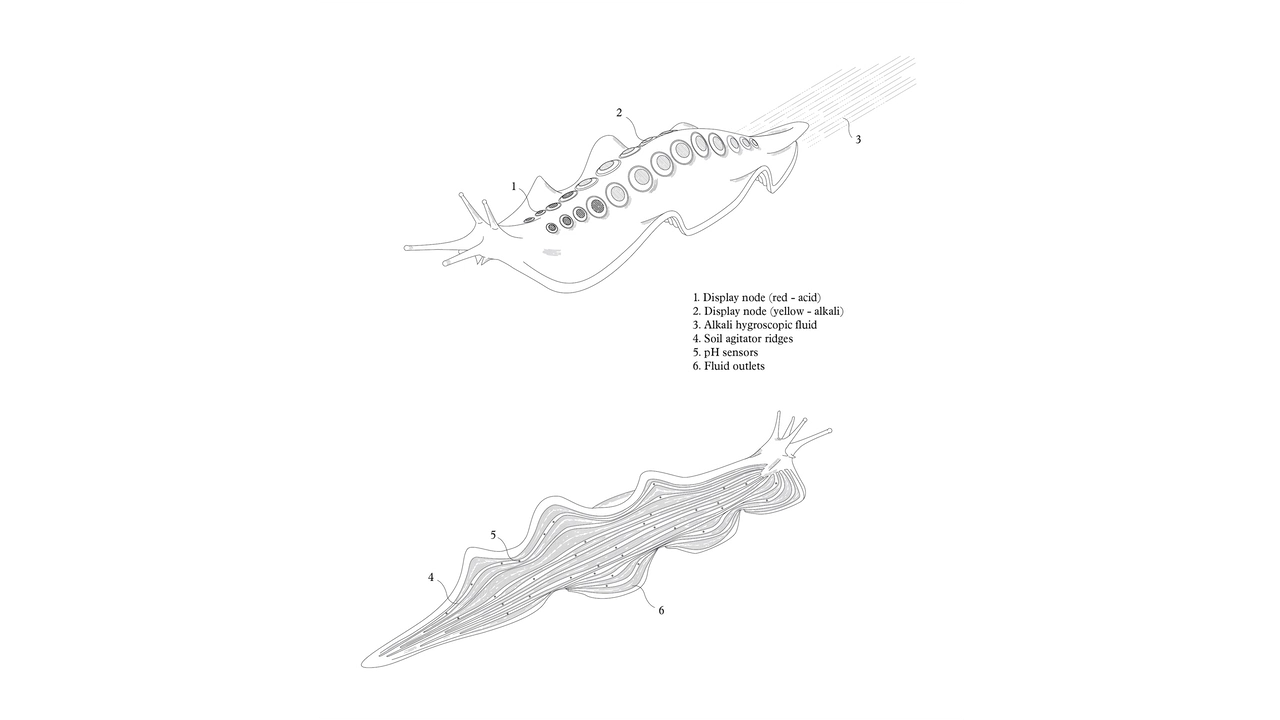 2
3
1
1. Display node (red - acid)
2. Display node (yellow - alkali)
3. Alkali hygroscopic fluid
4. Soil agitator ridges
5. pH sensors
6. Fluid outlets
5
4
6